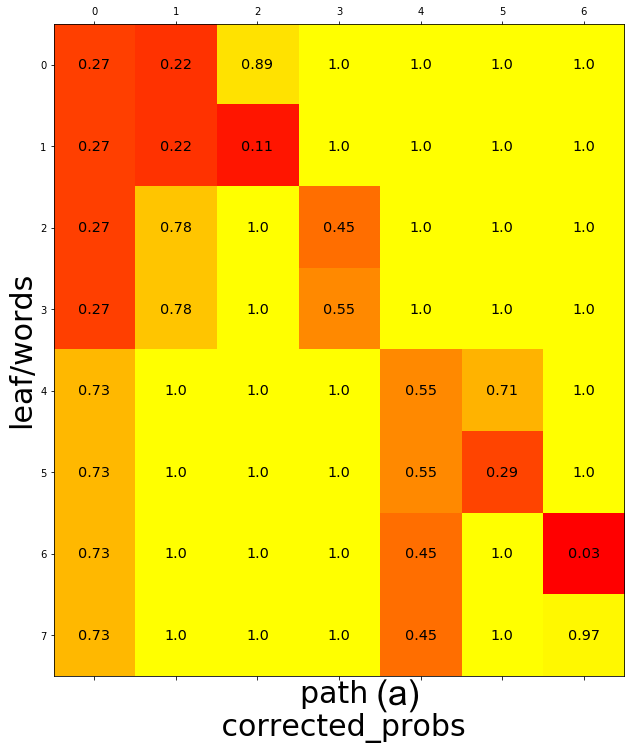 0 1 2 3 4 5 6
0 0.27 0.22 0.89 1.0 1.0 1.0 1.0
1 0.27 0.22 0.11 1.0 1.0 1.0 1.0
2 0.27 0.78 1.0 0.45 1.0 1.0 1.0
3 0.27 0.78 1.0 0.55 1.0 1.0 1.0
4 0.73 1.0 1.0 1.0 0.55 0.71 1.0
5 0.73 1.0 1.0 1.0 0.55 0.29 1.0
6 0.73 1.0 1.0 1.0 0.45 1.0 0.03
7 0.73 1.0 1.0 1.0 0.45 1.0 0.97
leaf/words
path (a)
corrected_probs